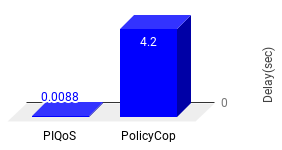 4.2
0.0088
0
Delay(sec)
PIQoS
PolicyCop